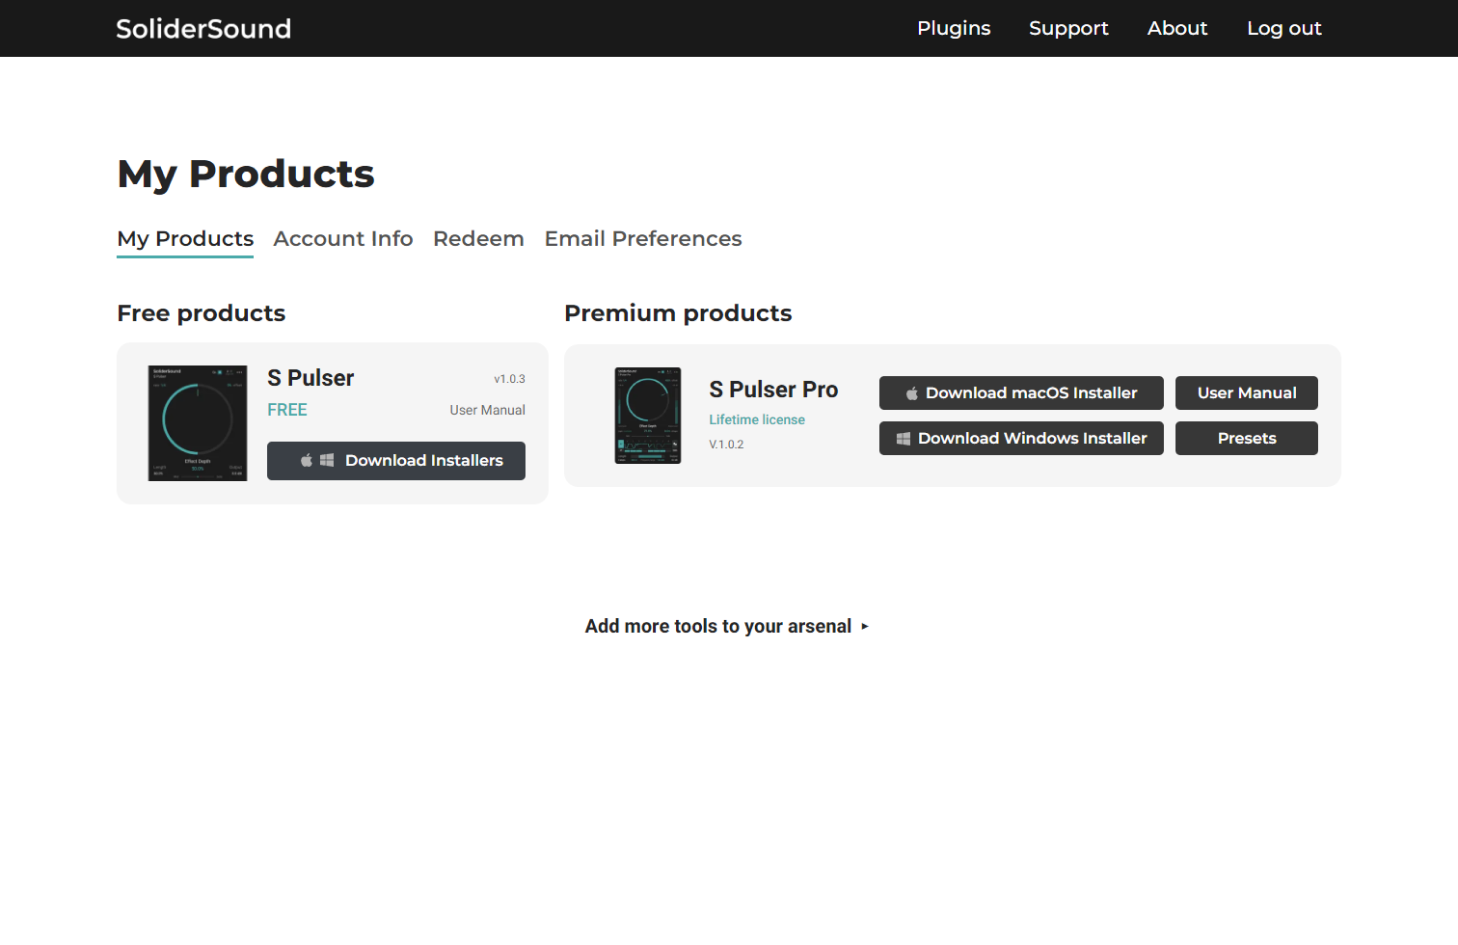 SoliderSound
Plugins Support About Log out
My Products
My Products Account Info Redeem Email Preferences
Free products
S Pulser
v1.0.3
FREE
User Manual
Download Installers
Premium products
S Pulser Pro
Lifetime license
V.1.0.2
Download macOS Installer
User Manual
Download Windows Installer
Presets
Add more tools to your arsenal ▸